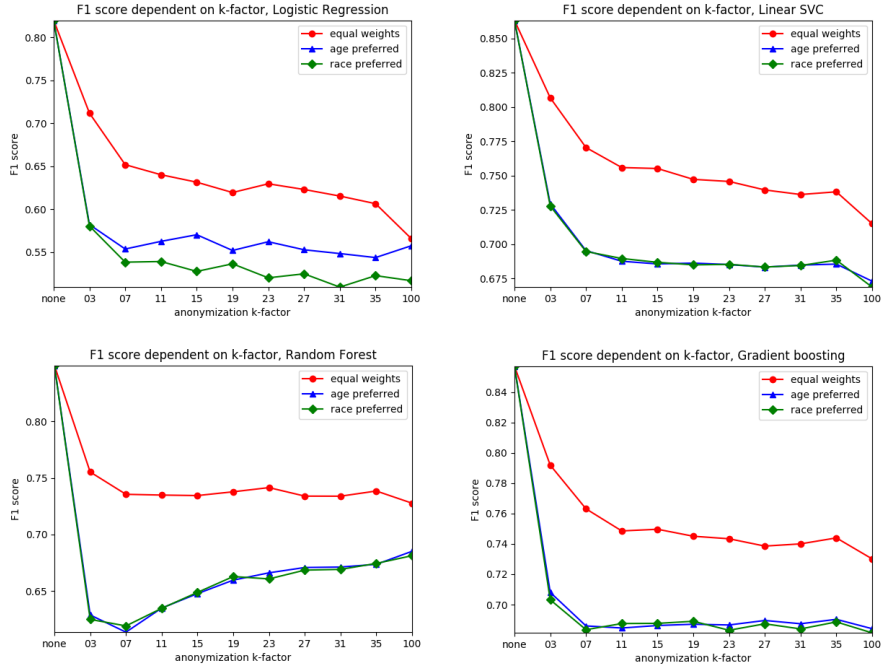 F1 score dependent on k-factor, Logistic Regression
F1 score
0.80
0.75
0.70
0.65
0.60
0.55
equal weights
age preferred
race preferred
none 03 07 11 15 19 23 27 31 35 100
anonymization k-factor
F1 score dependent on k-factor, Linear SVC
F1 score
0.850
0.825
0.800
0.775
0.750
0.725
0.700
0.675
equal weights
age preferred
race preferred
none 03 07 11 15 19 23 27 31 35 100
anonymization k-factor
F1 score dependent on k-factor, Random Forest
F1 score
0.80
0.75
0.70
0.65
equal weights
age preferred
race preferred
none 03 07 11 15 19 23 27 31 35 100
anonymization k-factor
F1 score dependent on k-factor, Gradient boosting
F1 score
0.84
0.82
0.80
0.78
0.76
0.74
0.72
0.70
equal weights
age preferred
race preferred
none 03 07 11 15 19 23 27 31 35 100
anonymization k-factor